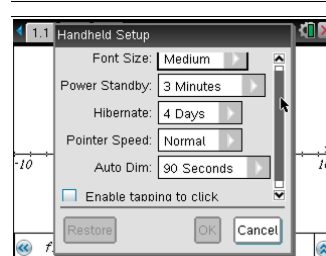 1.1 Handheld Setup
Font Size: Medium
Power Standby: 3 Minutes
Hibernate: 4 Days
Pointer Speed: Normal
Auto Dim: 90 Seconds
Enable tapping to click
Restore OK Cancel
-10